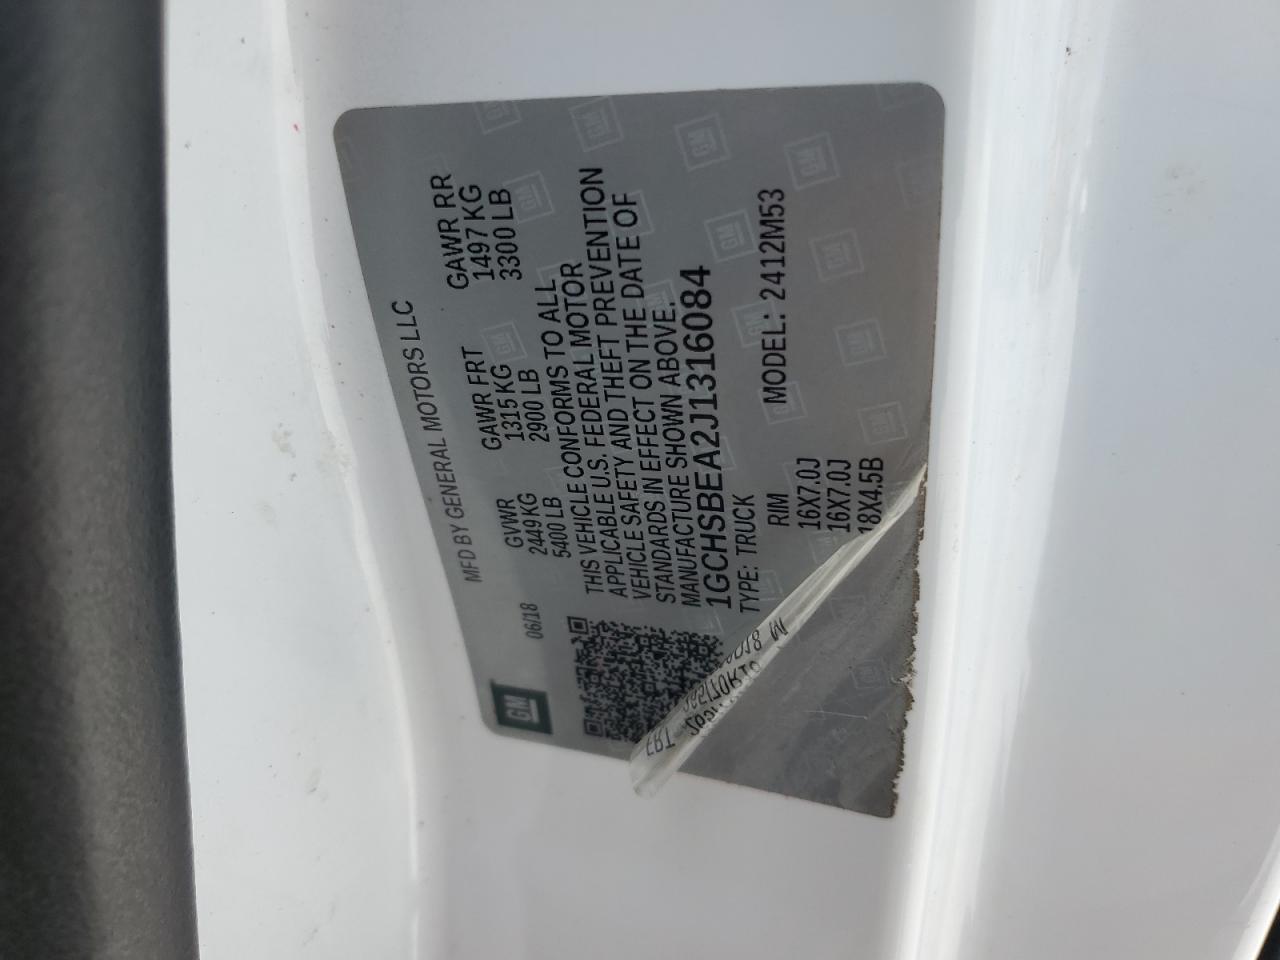 GM
06/18
MFD BY GENERAL MOTORS LLC
GVWR GAWR FRT GAWR RR
2449 KG 1315 KG 1497 KG
5400 LB 2900 LB 3300 LB
THIS VEHICLE CONFORMS TO ALL
APPLICABLE U.S. FEDERAL MOTOR
VEHICLE SAFETY AND THEFT PREVENTION
STANDARDS IN EFFECT ON THE DATE OF
MANUFACTURE SHOWN ABOVE.
1GCHSBEA2J1316084
TYPE: TRUCK MODEL: 2412M53
RIM
16X7.0J
16X7.0J
18X4.5B
FRT